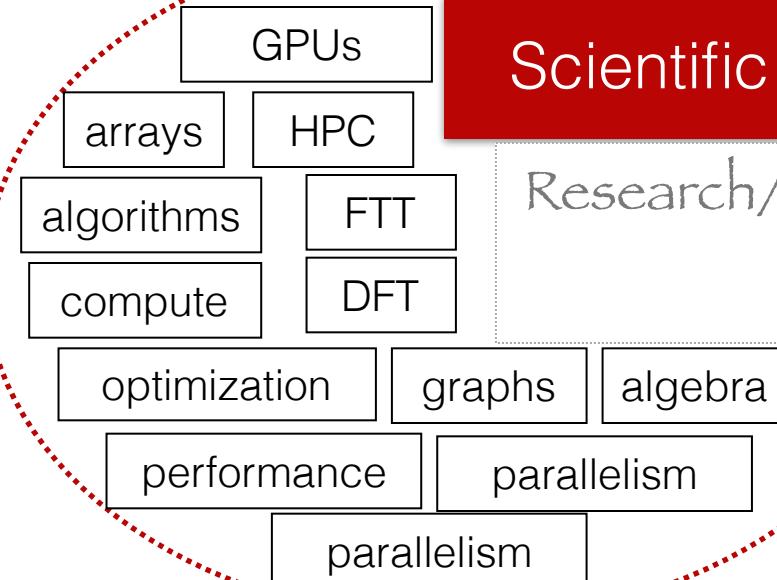 GPUs
Scientific
arrays
HPC
Research/
algorithms
FTT
compute
DFT
optimization
graphs
algebra
performance
parallelism
parallelism